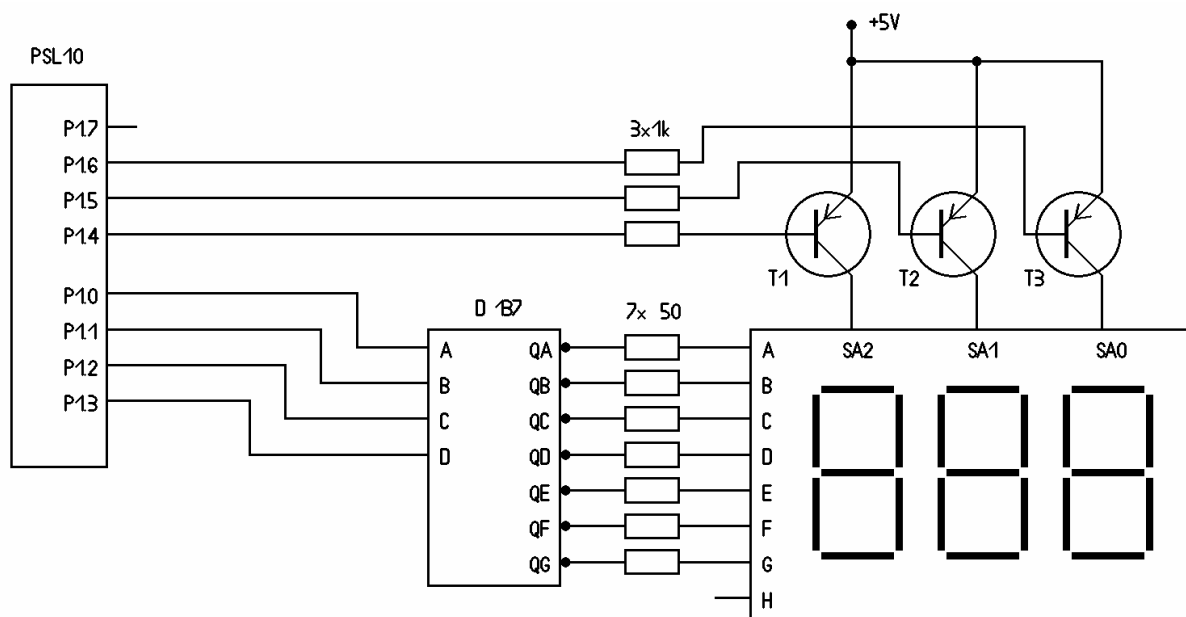 +5V
PSL10
P1.7
3x1k
P1.6
P1.5
P1.4
T1 T2 T3
P1.0
D 1B7 7x 50
P1.1
A QA A SA2 SA1 SA0
P1.2
B QB B
P1.3
C QC C
D QD D
QE E
QF F
QG G
H